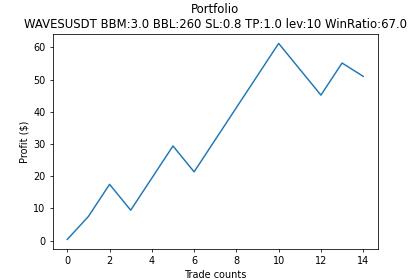 Portfolio
WAVESUSDT BBM:3.0 BBL:260 SL:0.8 TP:1.0 lev:10 WinRatio:67.0
60
50
40
30
20
10
0
Profit ($)
0 2 4 6 8 10 12 14
Trade counts